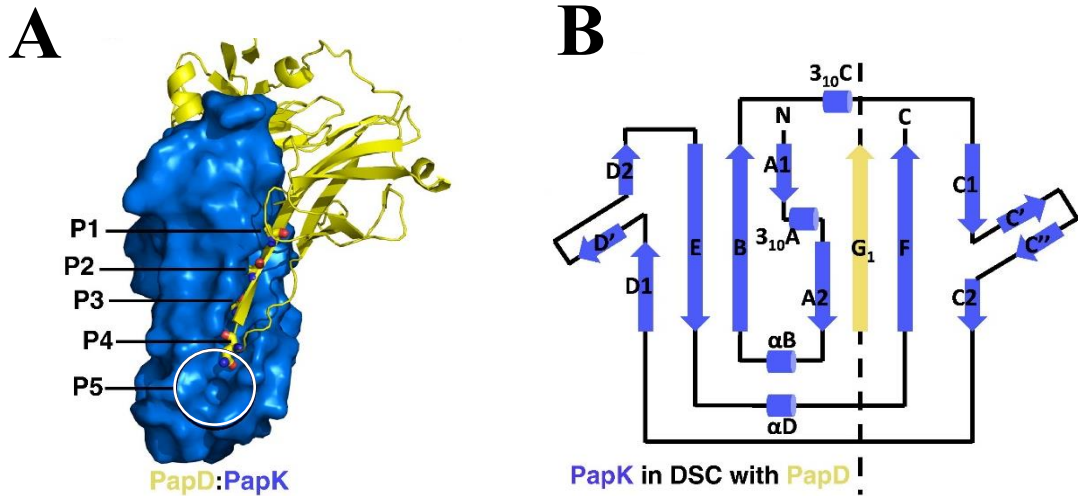 A
P1
P2
P3
P4
P5
PapD:PapK
B
3₁₀C
N
C
D2
A1
C1
D'
3₁₀A
C'
C''
E
B
G₁
F
D1
A2
C2
αB
αD
PapK in DSC with PapD